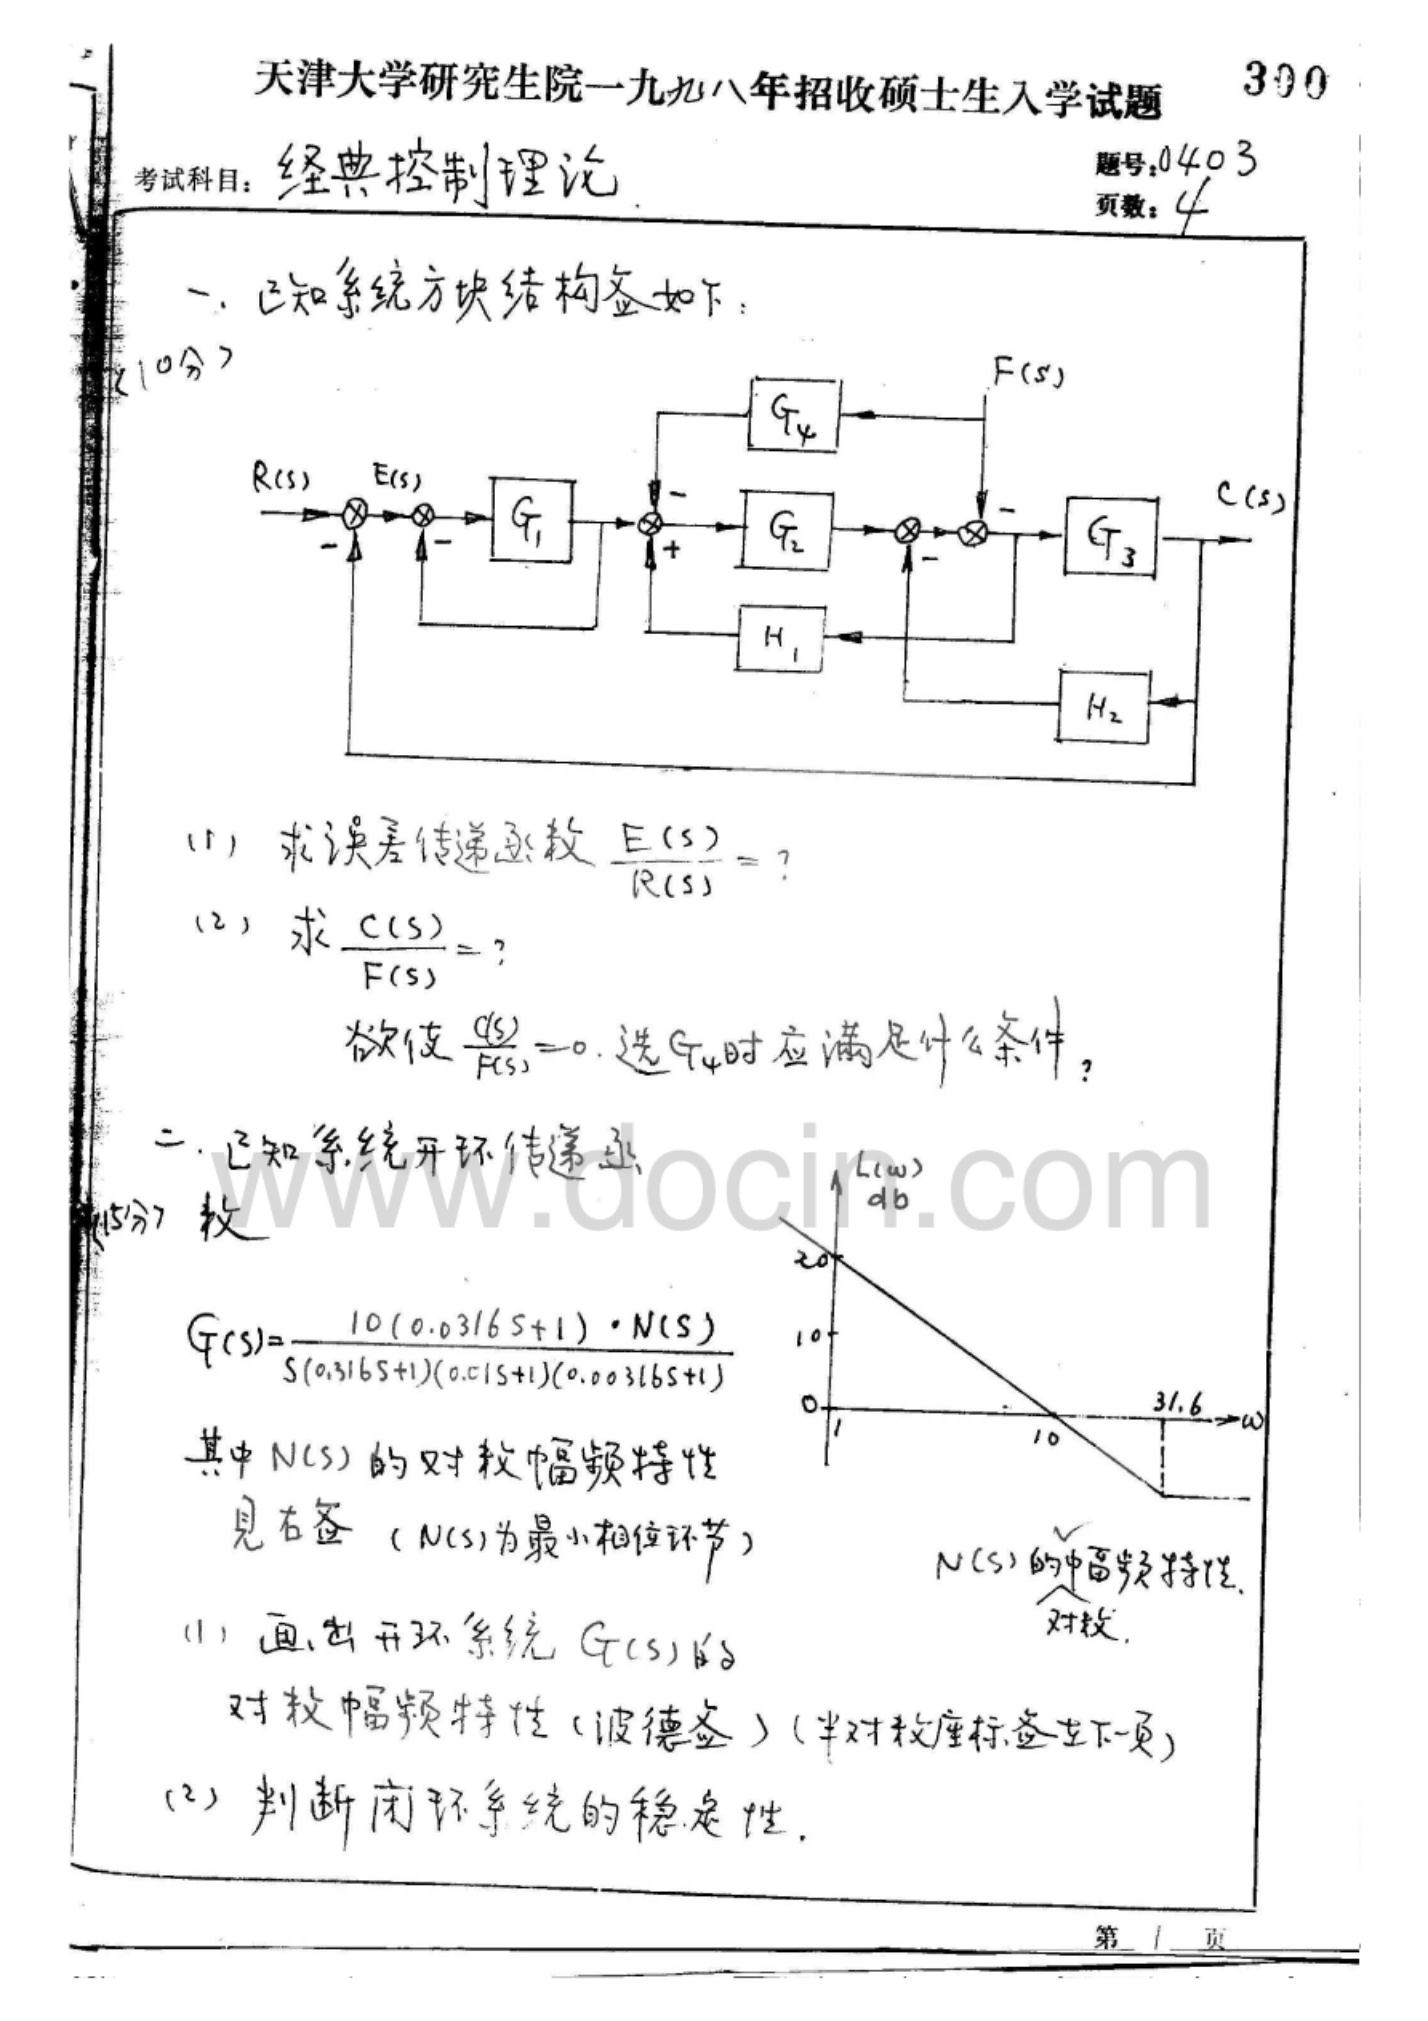 300
天津大学研究生院一九九八年招收硕士生入学试题
考试科目: 经典控制理论
题号:0403
页数: 4
一. 已知系统方块结构图如下:
(10分)
F(S)
G4
R(S) E(S) C(S)
G1 G2 G3
- - - + - -
H1
H2
(1) 求误差传递函数 E(S)/R(S) = ?
(2) 求 C(S)/F(S) = ?
欲使 C(S)/F(S) = 0. 选G4时应满足什么条件?
二. 已知系统开环传递函
(15分) 数
www.docin.com
G(S)= 10(0.0316S+1)·N(S) / S(0.316S+1)(0.01S+1)(0.00316S+1)
其中N(S)的对数幅频特性
见右图 (N(S)为最小相位环节)
L(ω)
db
20
10
0 1 10 31.6 ω
N(S)的幅频特性.
对数.
(1) 画出开环系统G(S)的
对数幅频特性(波德图)(半对数座标图在下一页)
(2) 判断闭环系统的稳定性.
第 1 页